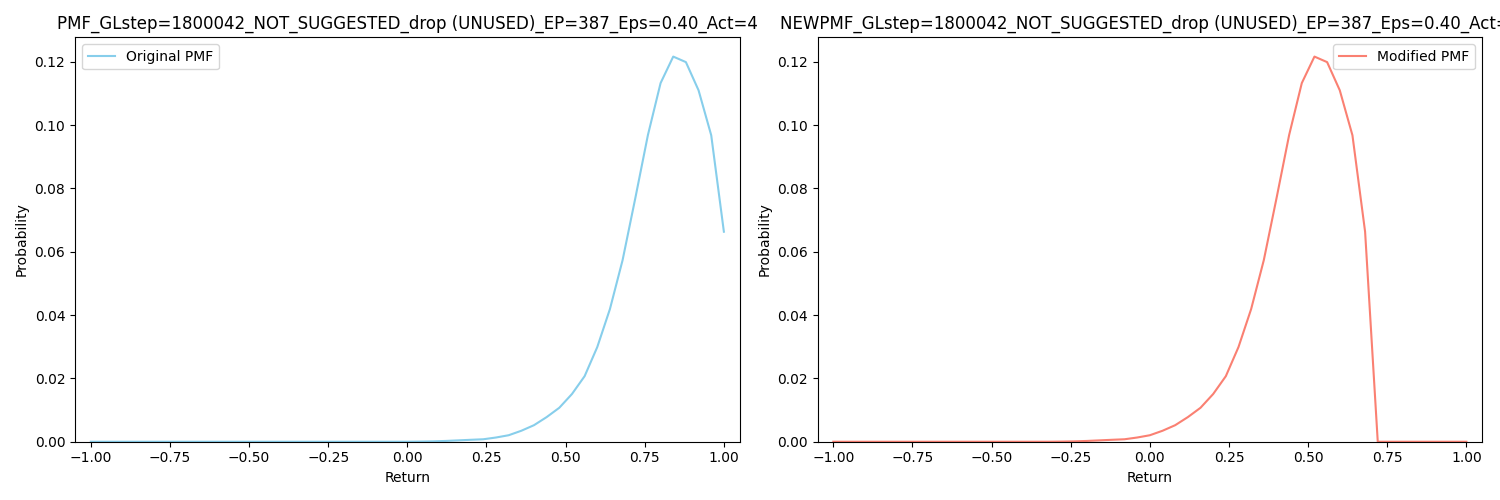 PMF_GLstep=1800042_NOT_SUGGESTED_drop (UNUSED)_EP=387_Eps=0.40_Act=4
Original PMF
0.12
0.10
0.08
0.06
0.04
0.02
0.00
Probability
−1.00 −0.75 −0.50 −0.25 0.00 0.25 0.50 0.75 1.00
Return
NEWPMF_GLstep=1800042_NOT_SUGGESTED_drop (UNUSED)_EP=387_Eps=0.40_Act=
Modified PMF
0.12
0.10
0.08
0.06
0.04
0.02
0.00
Probability
−1.00 −0.75 −0.50 −0.25 0.00 0.25 0.50 0.75 1.00
Return